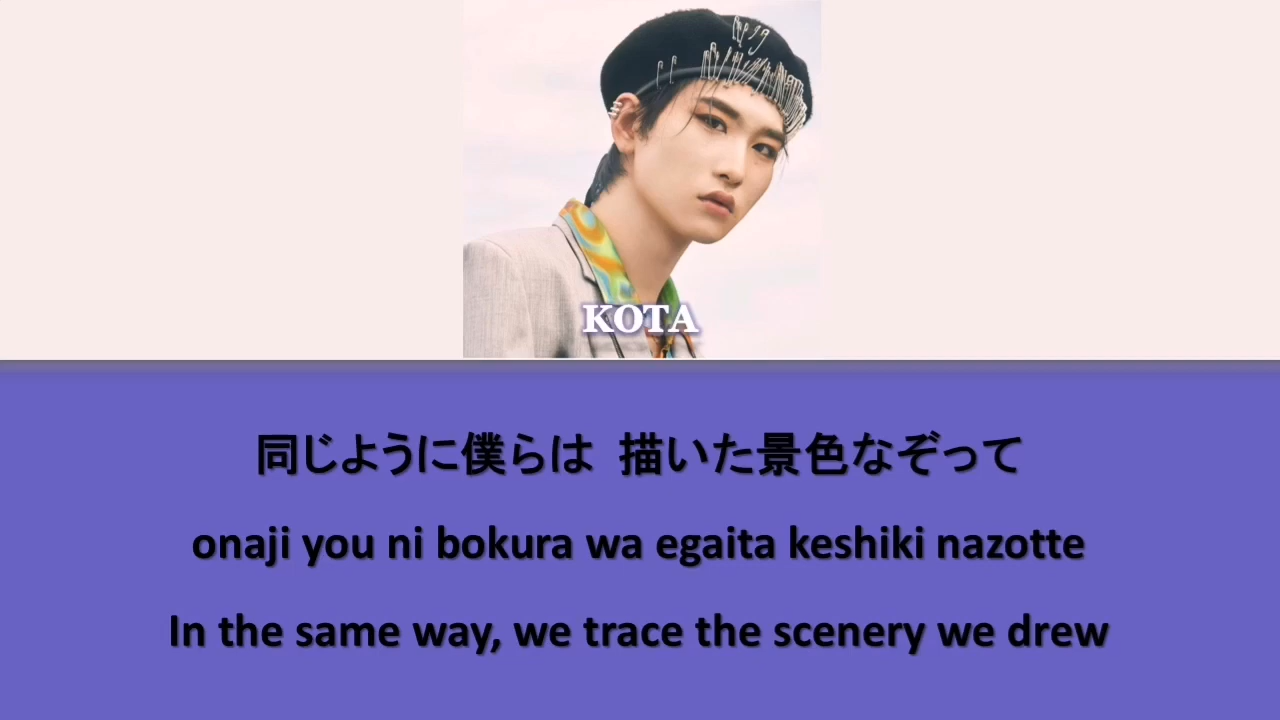 KOTA
同じように僕らは 描いた景色なぞって
onaji you ni bokura wa egaita keshiki nazotte
In the same way, we trace the scenery we drew